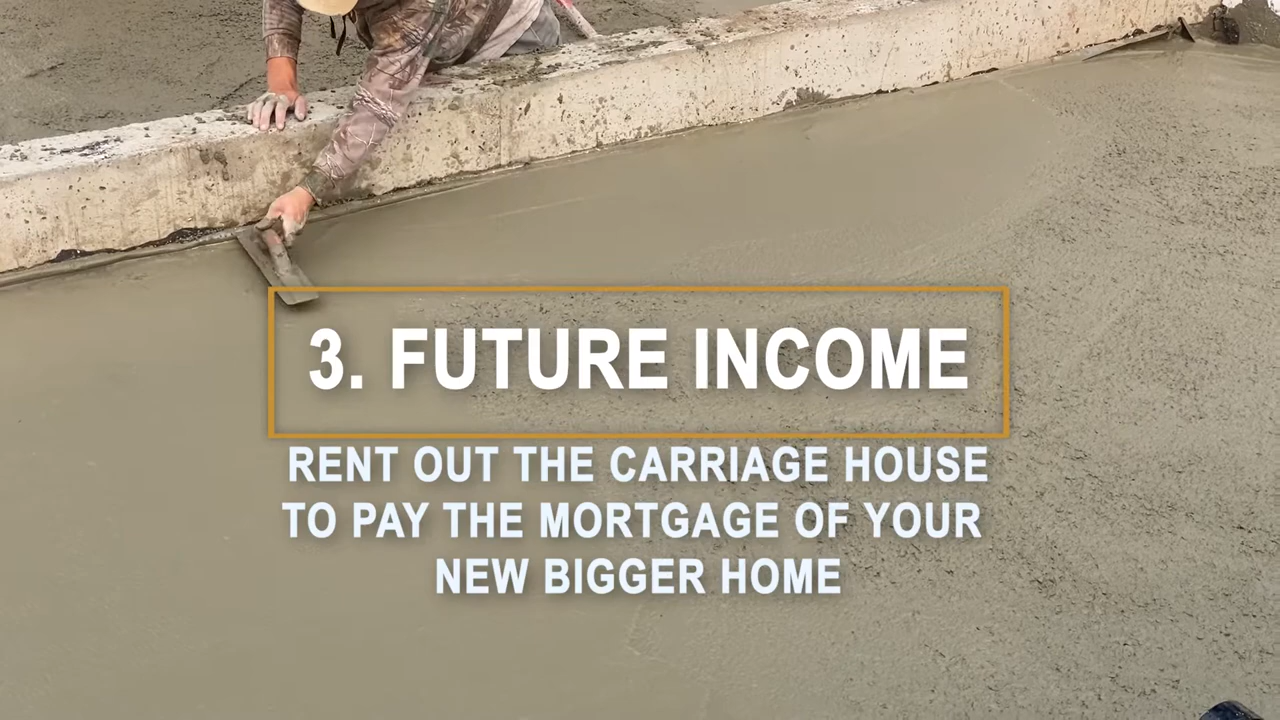 3. FUTURE INCOME
RENT OUT THE CARRIAGE HOUSE
TO PAY THE MORTGAGE OF YOUR
NEW BIGGER HOME